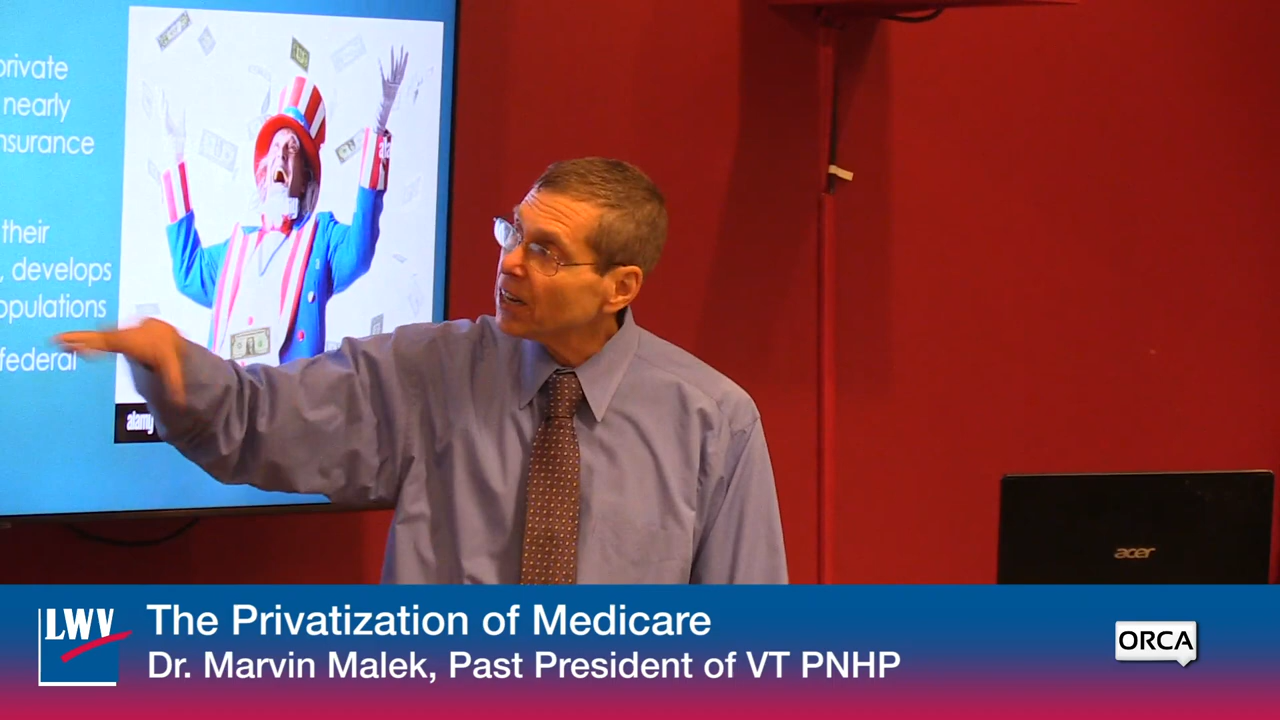 private
nearly
nsurance
their
, develops
opulations
federal
alamy
acer
LWV
The Privatization of Medicare
Dr. Marvin Malek, Past President of VT PNHP
ORCA